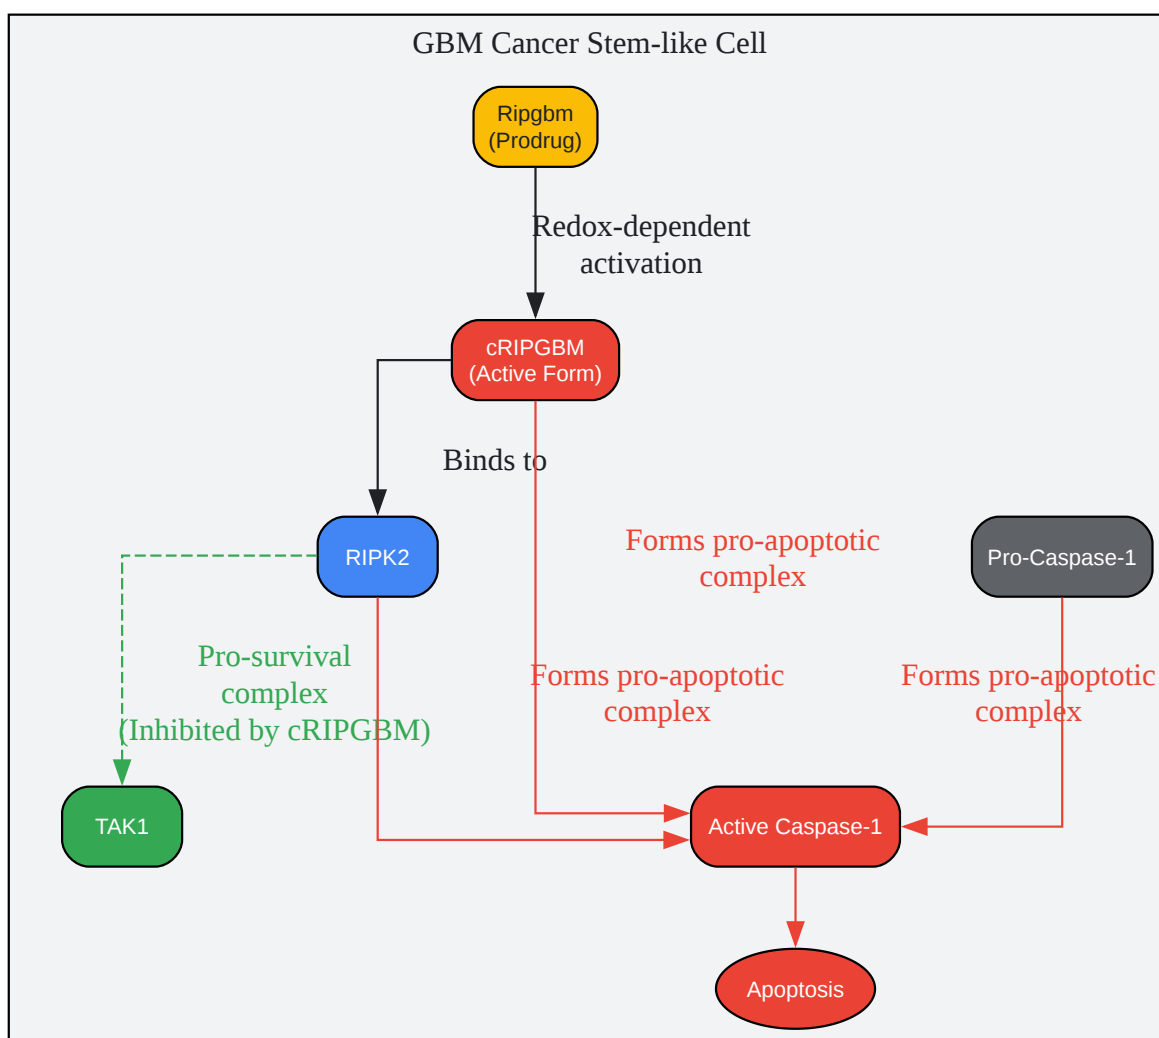 GBM Cancer Stem-like Cell
Ripgbm
(Prodrug)
Redox-dependent
activation
cRIPGBM
(Active Form)
Binds to
RIPK2
Forms pro-apoptotic
complex
Pro-Caspase-1
Pro-survival
complex
(Inhibited by cRIPGBM)
Forms pro-apoptotic
complex
Forms pro-apoptotic
complex
TAK1
Active Caspase-1
Apoptosis